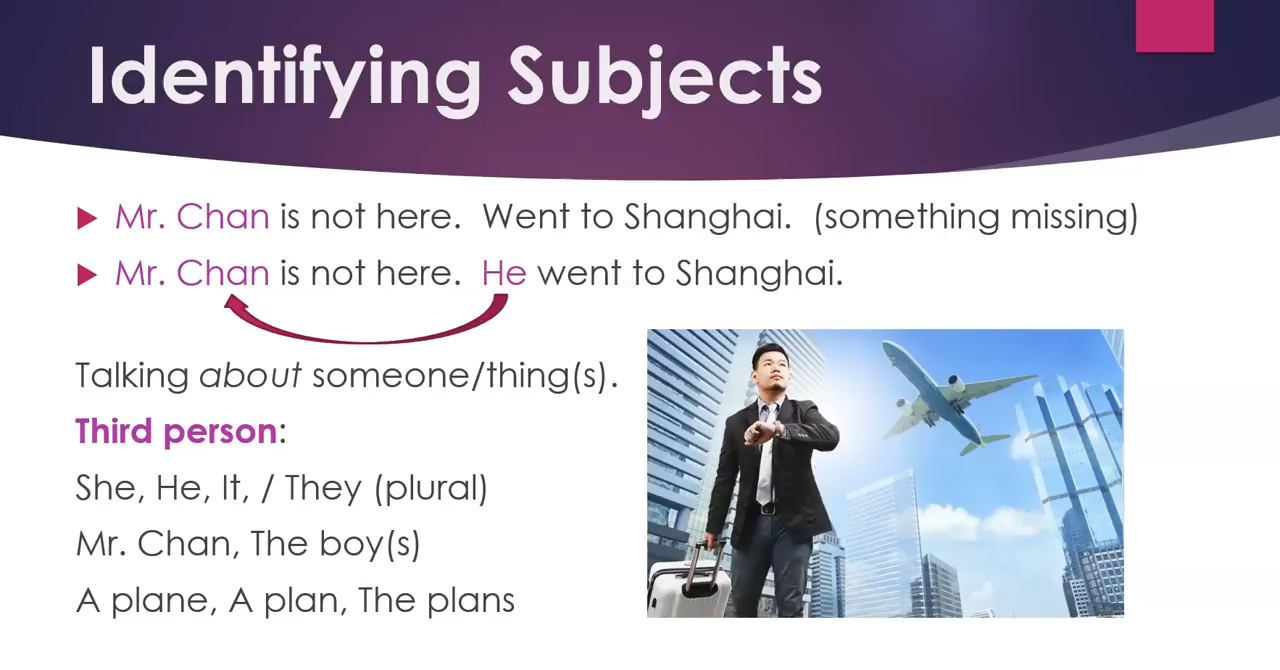 Identifying Subjects
Mr. Chan is not here.  Went to Shanghai.  (something missing)
Mr. Chan is not here.  He went to Shanghai.
Talking about someone/thing(s).
Third person:
She, He, It, / They (plural)
Mr. Chan, The boy(s)
A plane, A plan, The plans